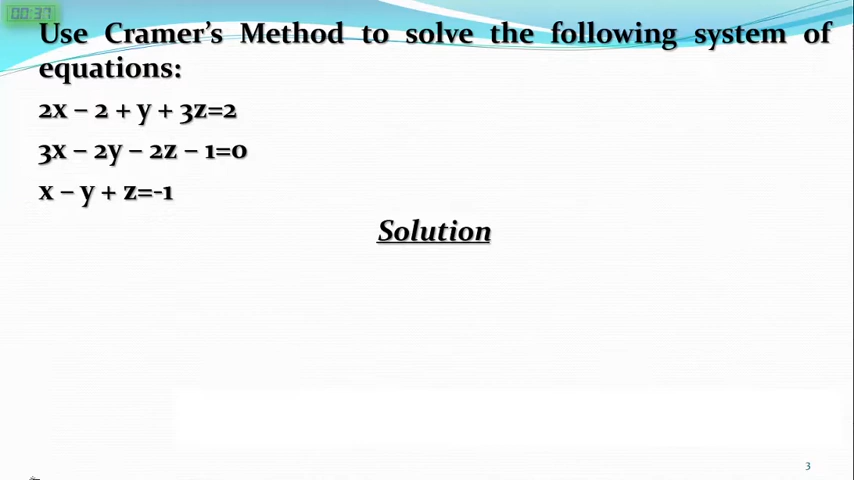 00:37
Use Cramer's Method to solve the following system of
equations:
2x – 2 + y + 3z=2
3x – 2y – 2z – 1=0
x – y + z=-1
Solution
3